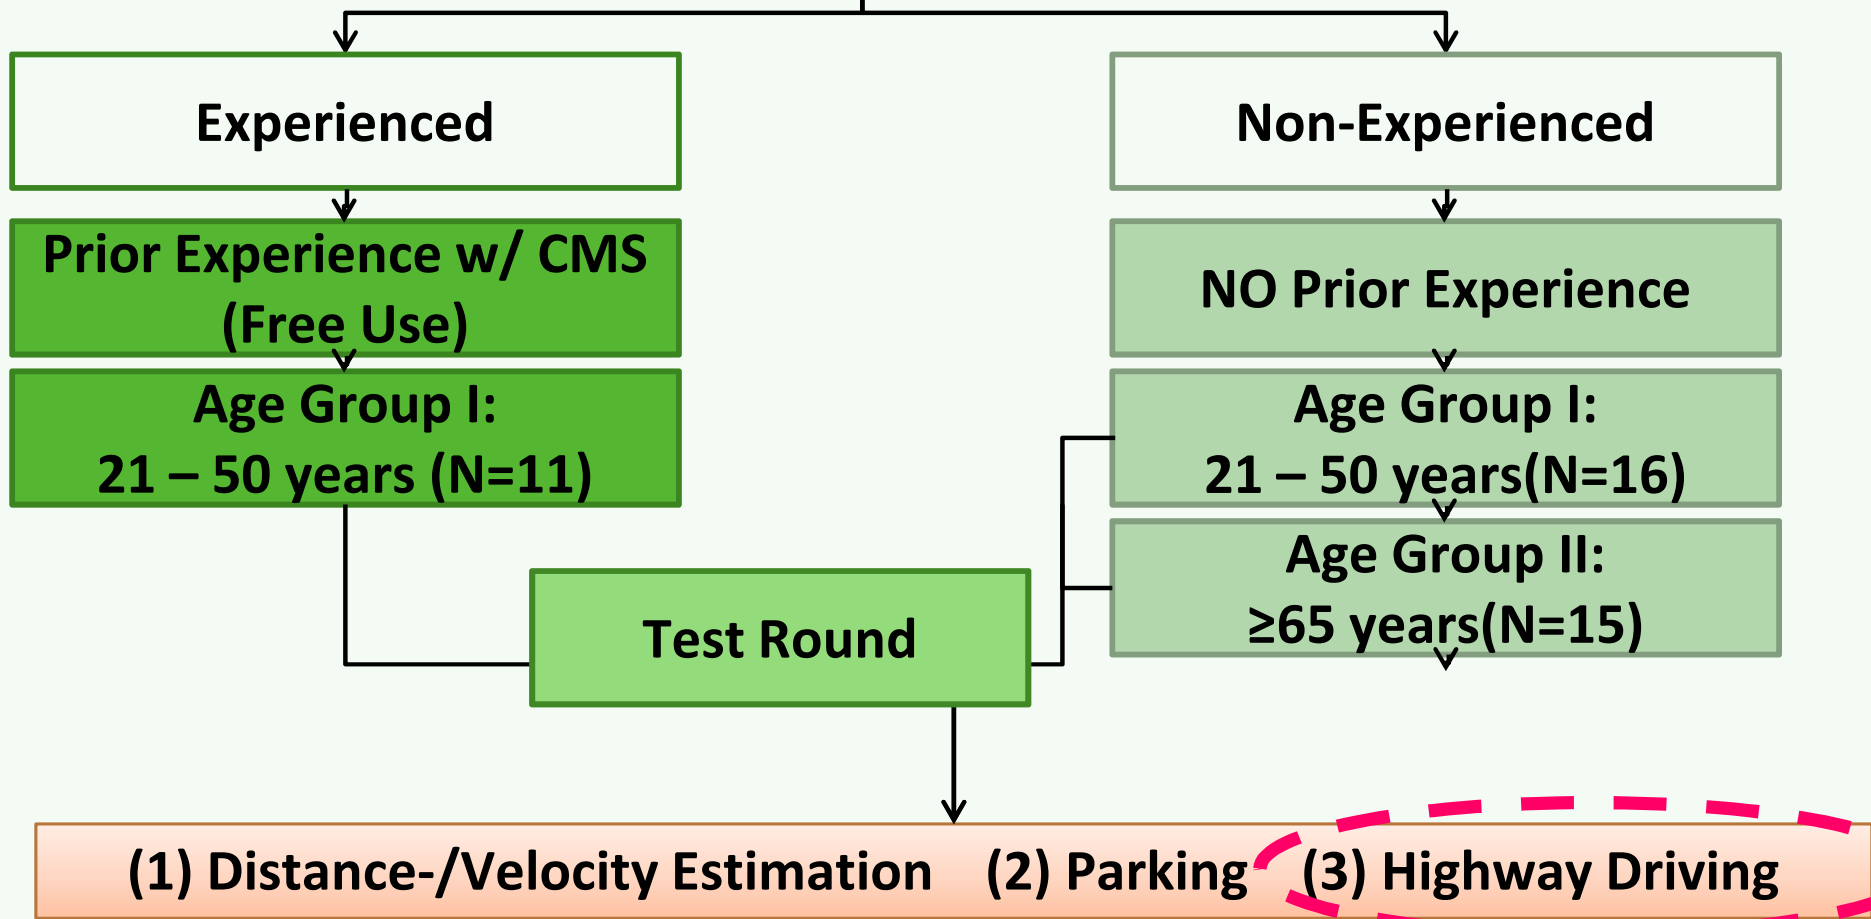 Experienced
Non-Experienced
Prior Experience w/ CMS
(Free Use)
NO Prior Experience
Age Group I:
21 – 50 years (N=11)
Age Group I:
21 – 50 years(N=16)
Age Group II:
≥65 years(N=15)
Test Round
(1) Distance-/Velocity Estimation (2) Parking (3) Highway Driving